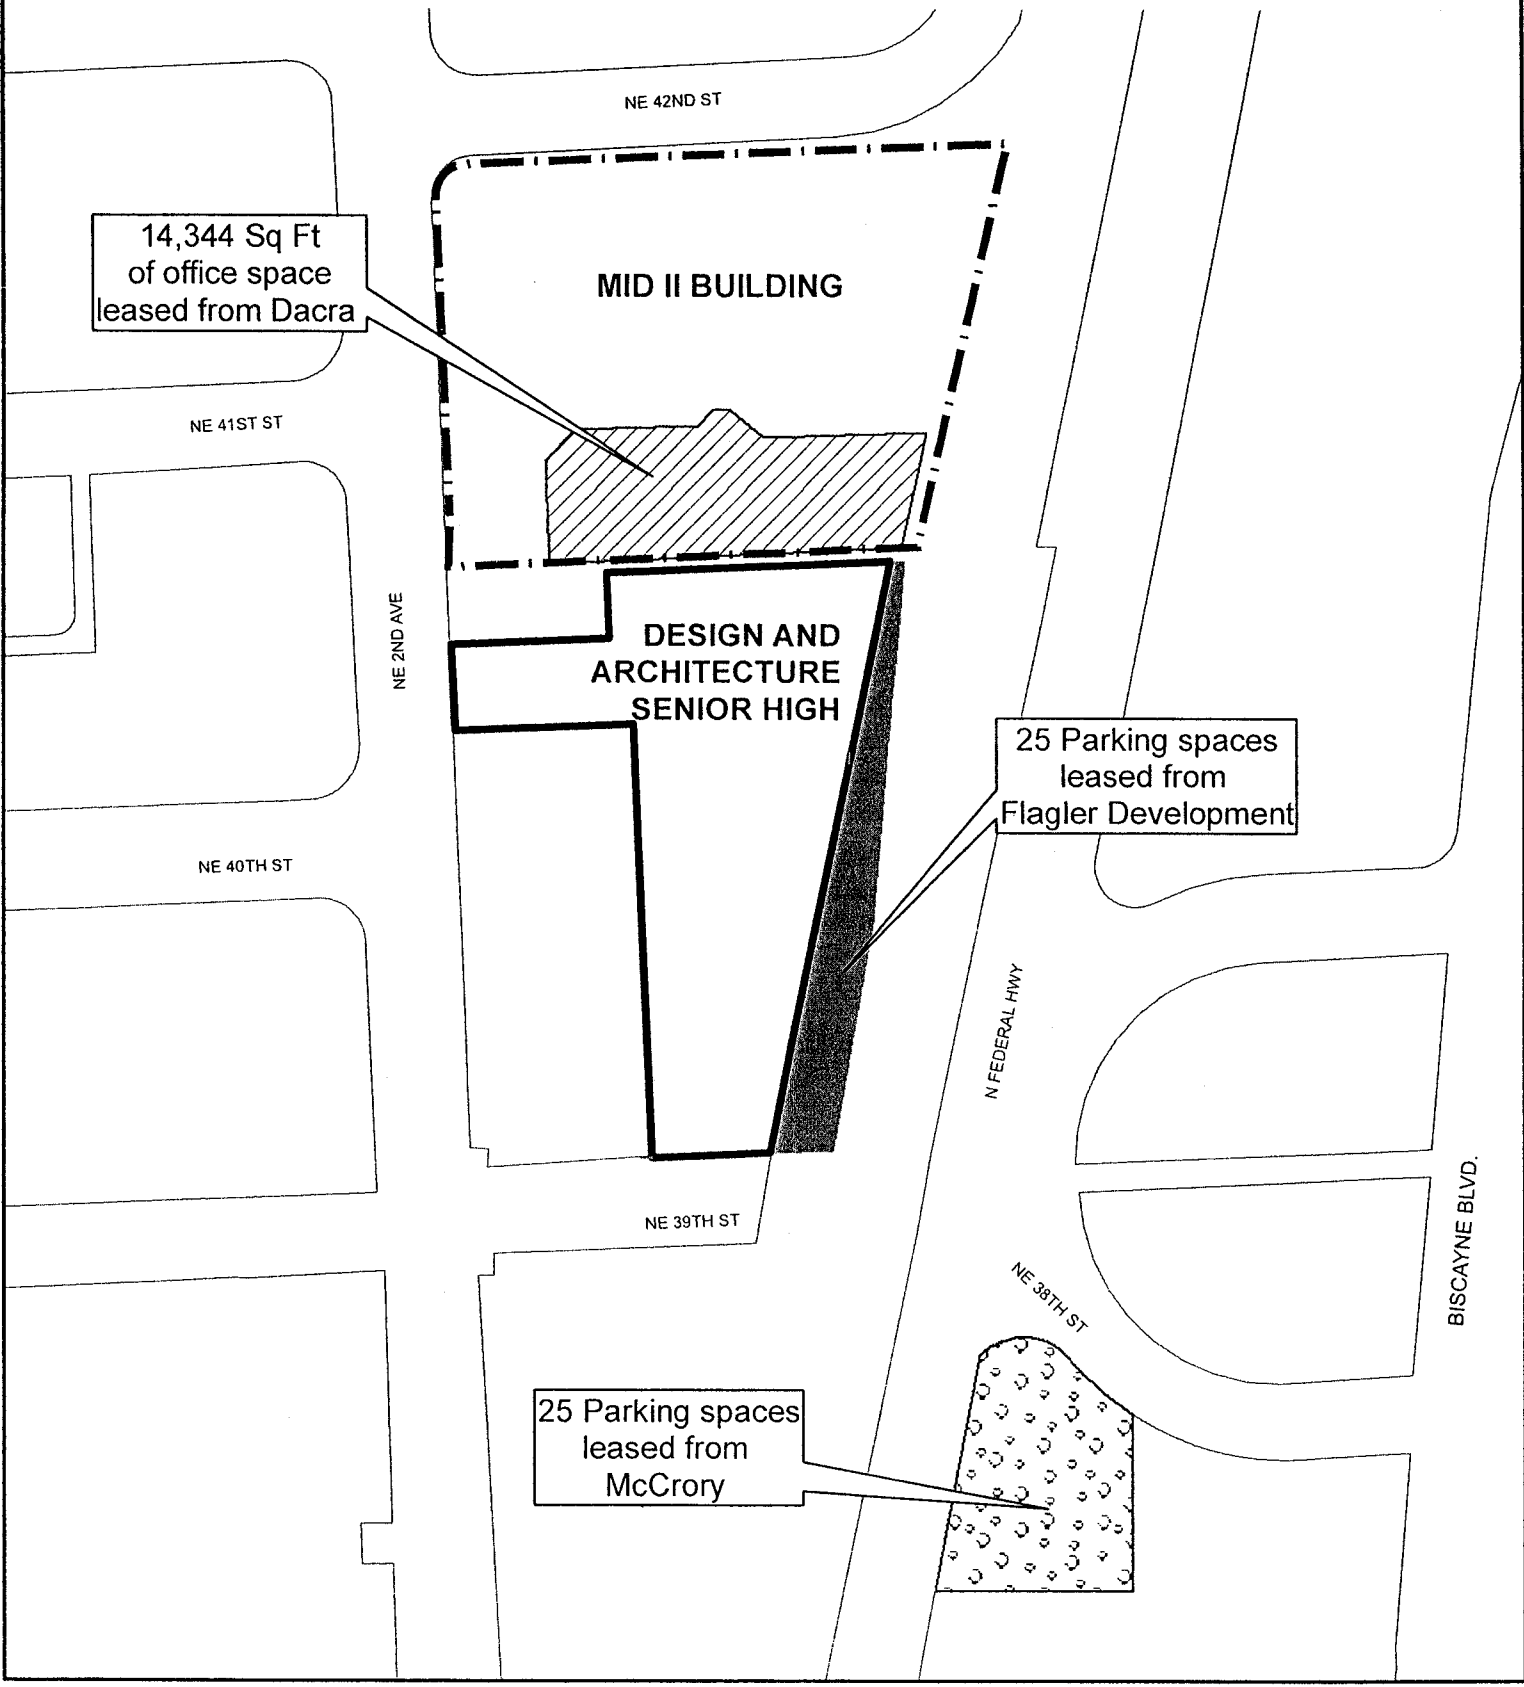 NE 42ND ST
14,344 Sq Ft
of office space
leased from Dacra
MID II BUILDING
NE 41ST ST
NE 2ND AVE
DESIGN AND
ARCHITECTURE
SENIOR HIGH
25 Parking spaces
leased from
Flagler Development
NE 40TH ST
N FEDERAL HWY
NE 39TH ST
BISCAYNE BLVD.
NE 38TH ST
25 Parking spaces
leased from
McCrory